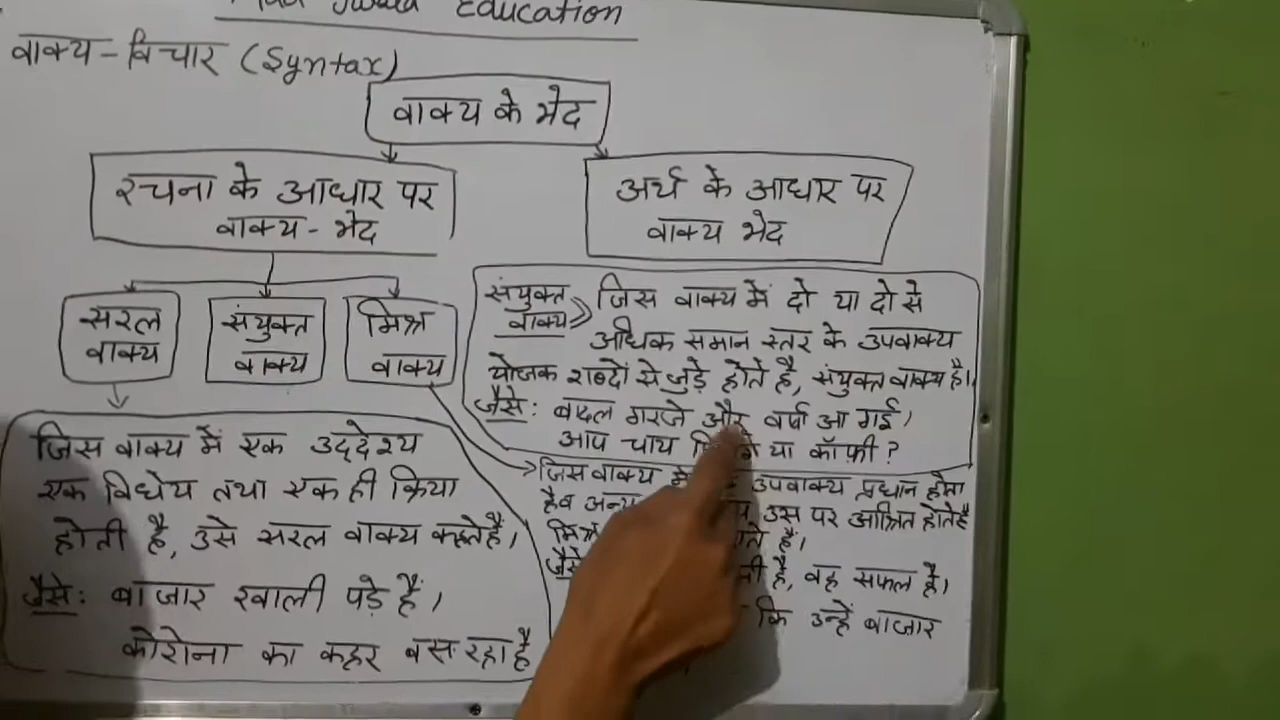 Education
वाक्य-विचार (Syntax)
वाक्य के भेद
रचना के आधार पर
वाक्य-भेद
अर्थ के आधार पर
वाक्य भेद
सरल
वाक्य
संयुक्त
वाक्य
मिश्र
वाक्य
संयुक्त वाक्य》 जिस वाक्य में दो या दो से
अधिक समान स्तर के उपवाक्य
योजक शब्दों से जुड़े होते है, संयुक्त वाक्य है।
जैसे: बादल गरजे और वर्षा आ गई।
आप चाय या कॉफ़ी?
जिस वाक्य में एक उद्देश्य
एक विधेय तथा एक ही क्रिया
होती है, उसे सरल वाक्य कहते है।
जैसे: बाजार खाली पड़े हैं।
कोरोना का कहर बस रहा है
जिस वाक्य में उपवाक्य प्रधान होता
है व अन्य उस पर आश्रित होते है
है।
जैसे है, वह सफल है।
कि उन्हें बाजार